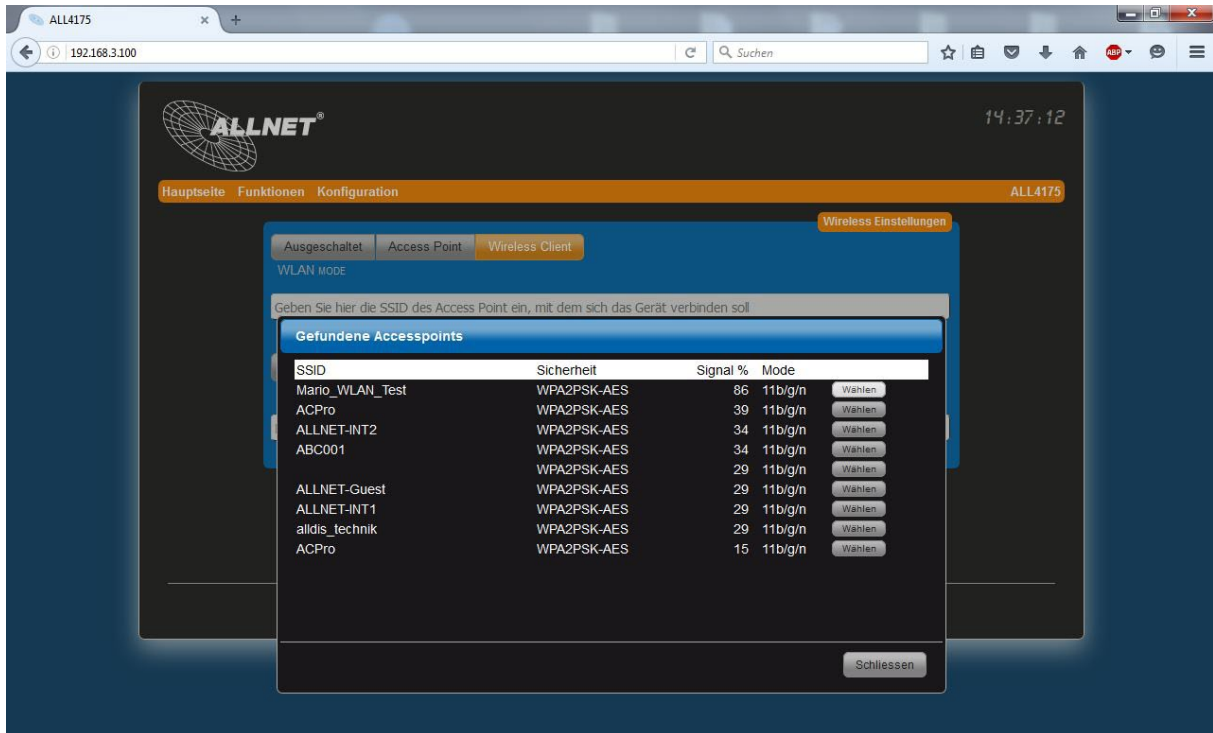 ALL4175
192.168.3.100
Suchen
ABP
ALLNET®
14:37:12
Hauptseite Funktionen Konfiguration ALL4175
Wireless Einstellungen
Ausgeschaltet Access Point Wireless Client
WLAN MODE
Geben Sie hier die SSID des Access Point ein, mit dem sich das Gerät verbinden soll
Gefundene Accesspoints
SSID Sicherheit Signal % Mode
Mario_WLAN_Test WPA2PSK-AES 86 11b/g/n Wählen
ACPro WPA2PSK-AES 39 11b/g/n Wählen
ALLNET-INT2 WPA2PSK-AES 34 11b/g/n Wählen
ABC001 WPA2PSK-AES 34 11b/g/n Wählen
WPA2PSK-AES 29 11b/g/n Wählen
ALLNET-Guest WPA2PSK-AES 29 11b/g/n Wählen
ALLNET-INT1 WPA2PSK-AES 29 11b/g/n Wählen
alldis_technik WPA2PSK-AES 29 11b/g/n Wählen
ACPro WPA2PSK-AES 15 11b/g/n Wählen
Schliessen